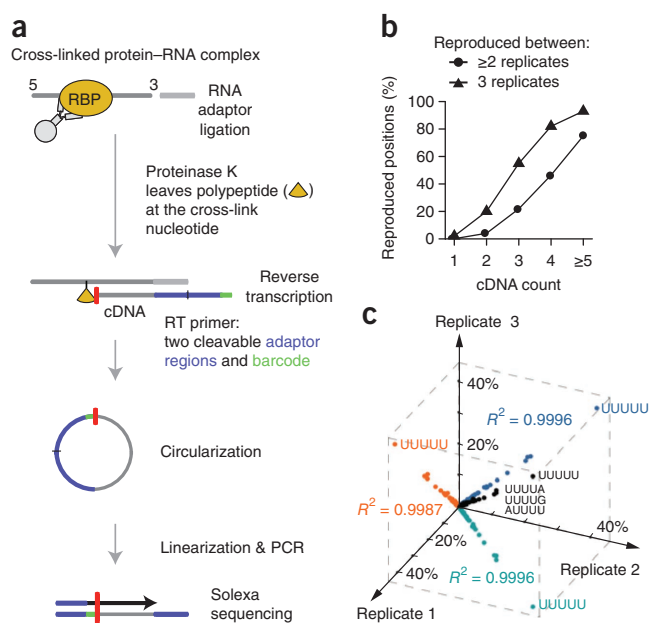 a
Cross-linked protein–RNA complex
5
3
RBP
RNA
adaptor
ligation
Proteinase K
leaves polypeptide ( )
at the cross-link
nucleotide
Reverse
transcription
cDNA
RT primer:
two cleavable adaptor
regions and barcode
Circularization
Linearization & PCR
Solexa
sequencing
b
Reproduced between:
≥2 replicates
3 replicates
Reproduced positions (%)
100
80
60
40
20
0
1 2 3 4 ≥5
cDNA count
c
Replicate 3
40%
UUUUU
R² = 0.9996
UUUUU
20%
UUUUU
UUUUA
UUUUG
AUUUU
R² = 0.9987
20%
40%
40%
R² = 0.9996
Replicate 2
UUUUU
Replicate 1